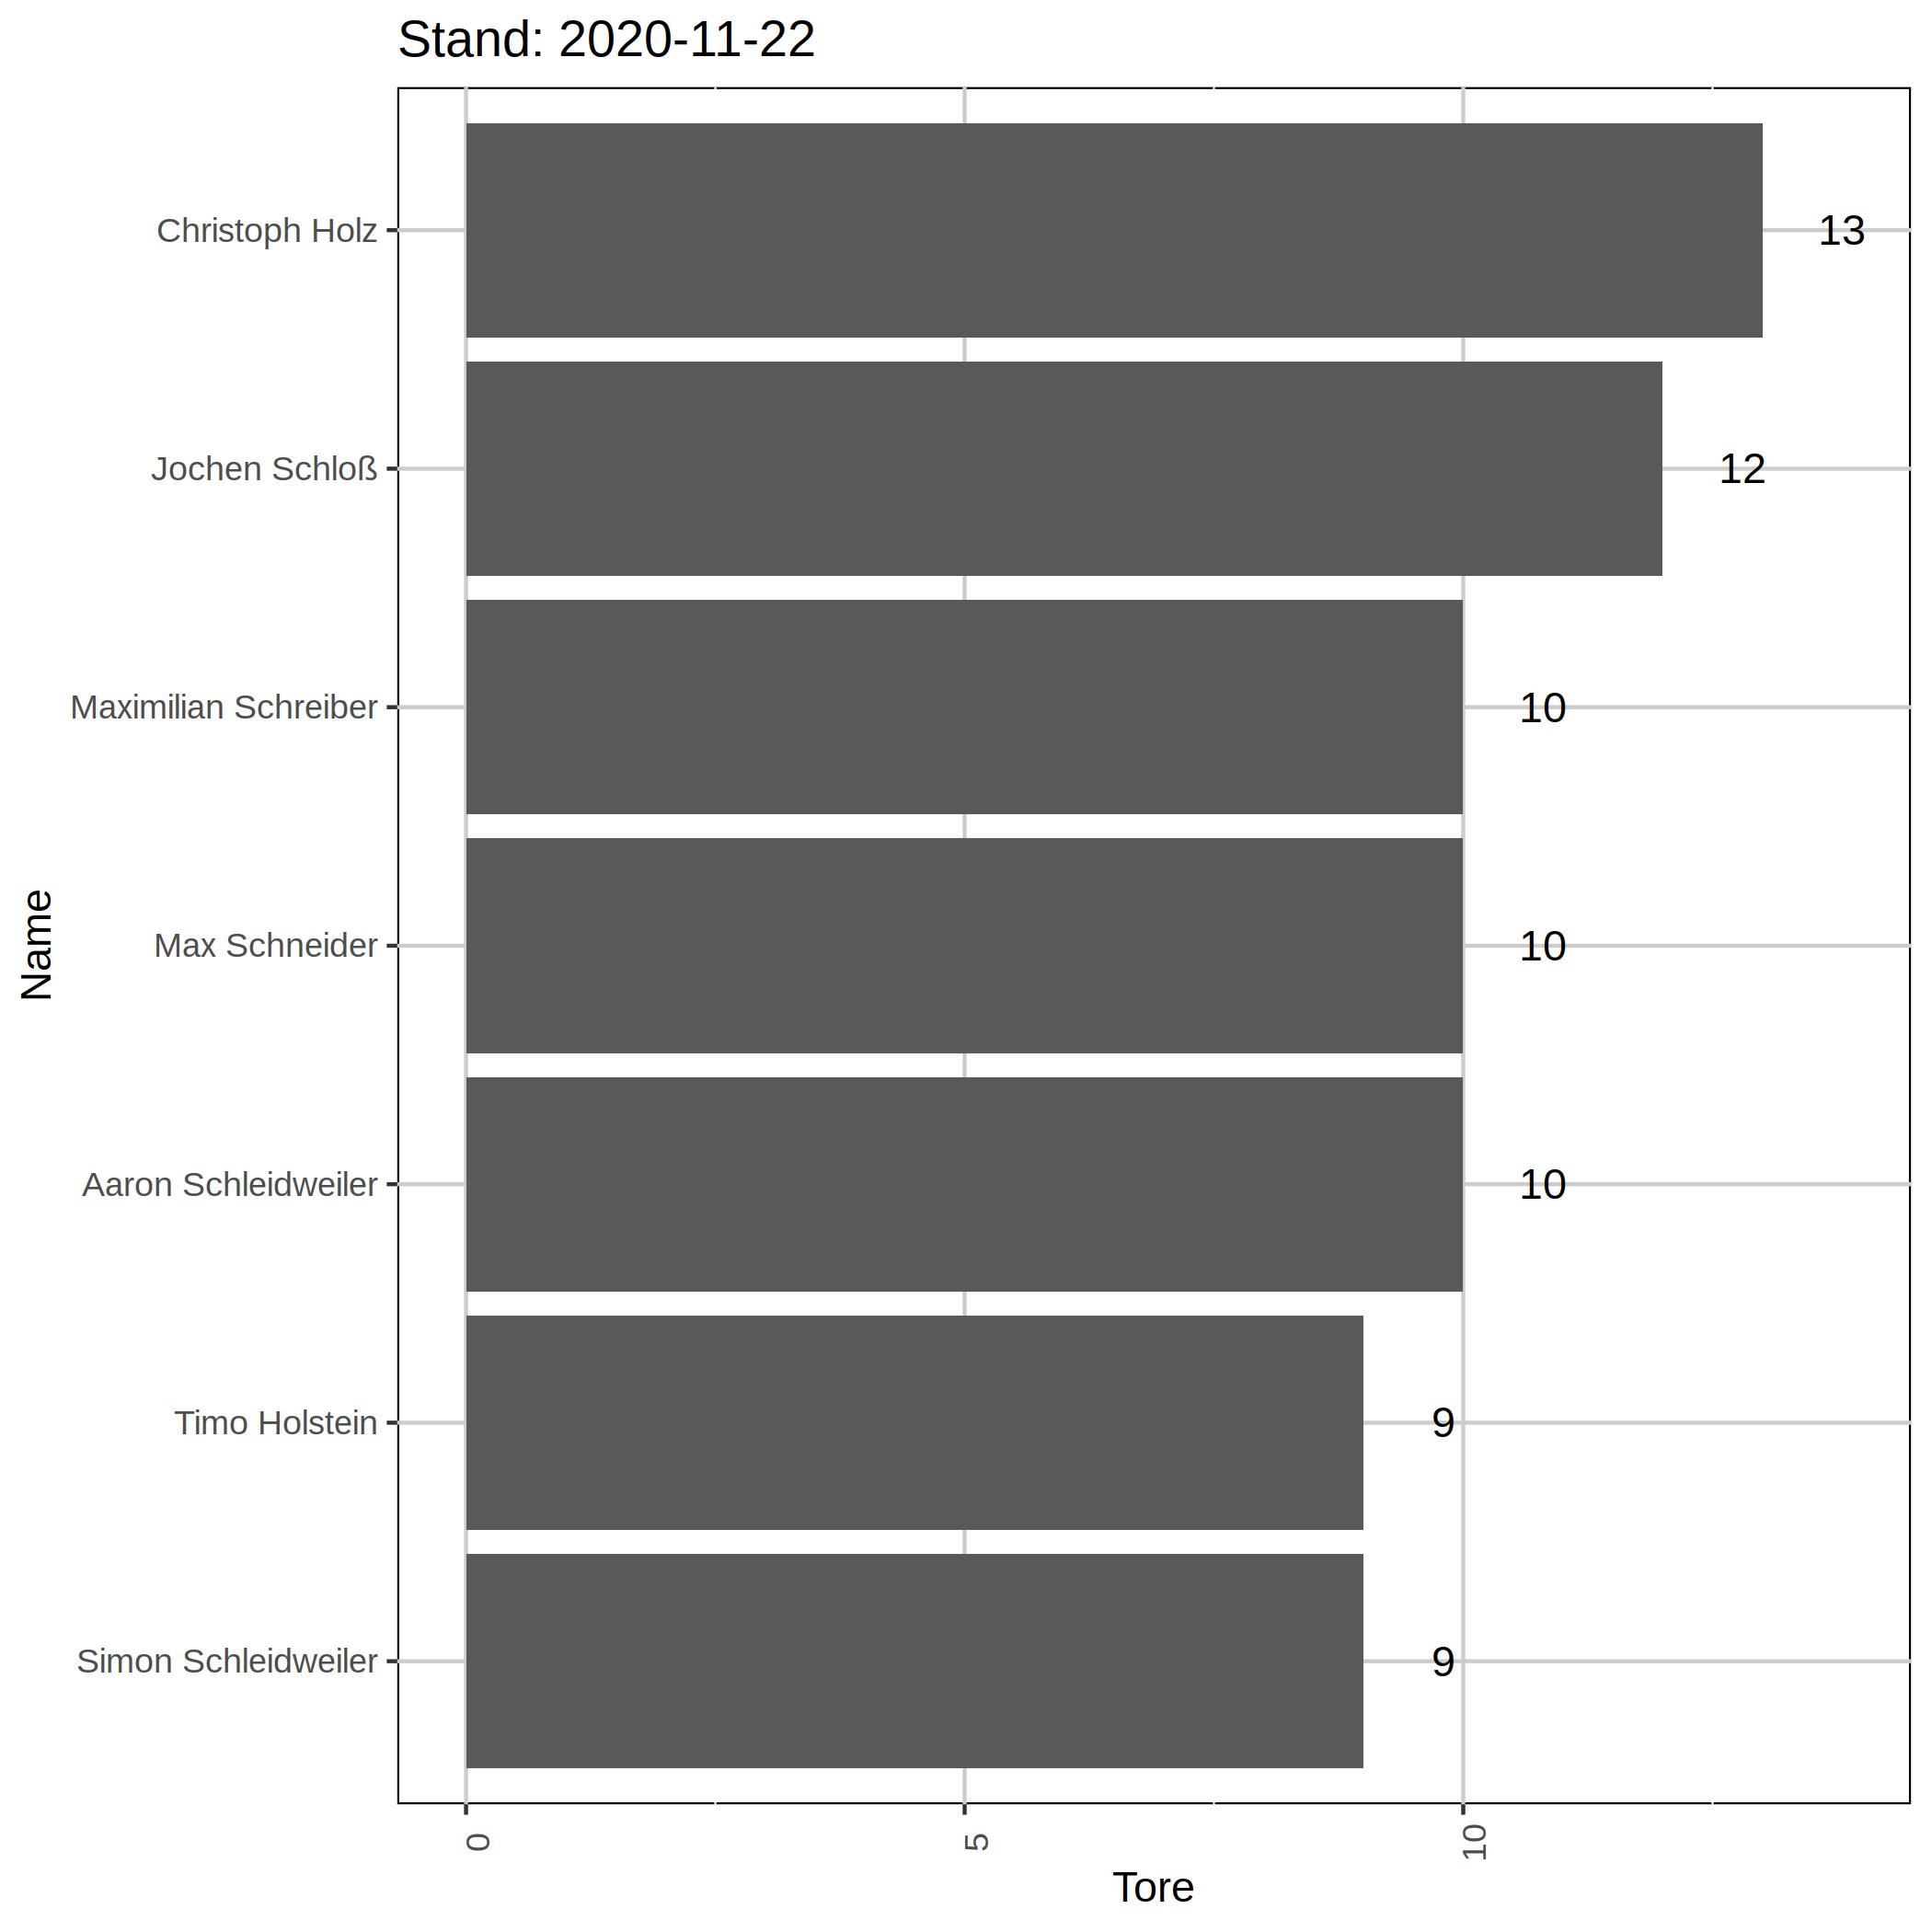 Stand: 2020-11-22
Christoph Holz
13
Jochen Schloß
12
Maximilian Schreiber
10
Max Schneider
10
Aaron Schleidweiler
10
Timo Holstein
9
Simon Schleidweiler
9
Name
0
5
10
Tore